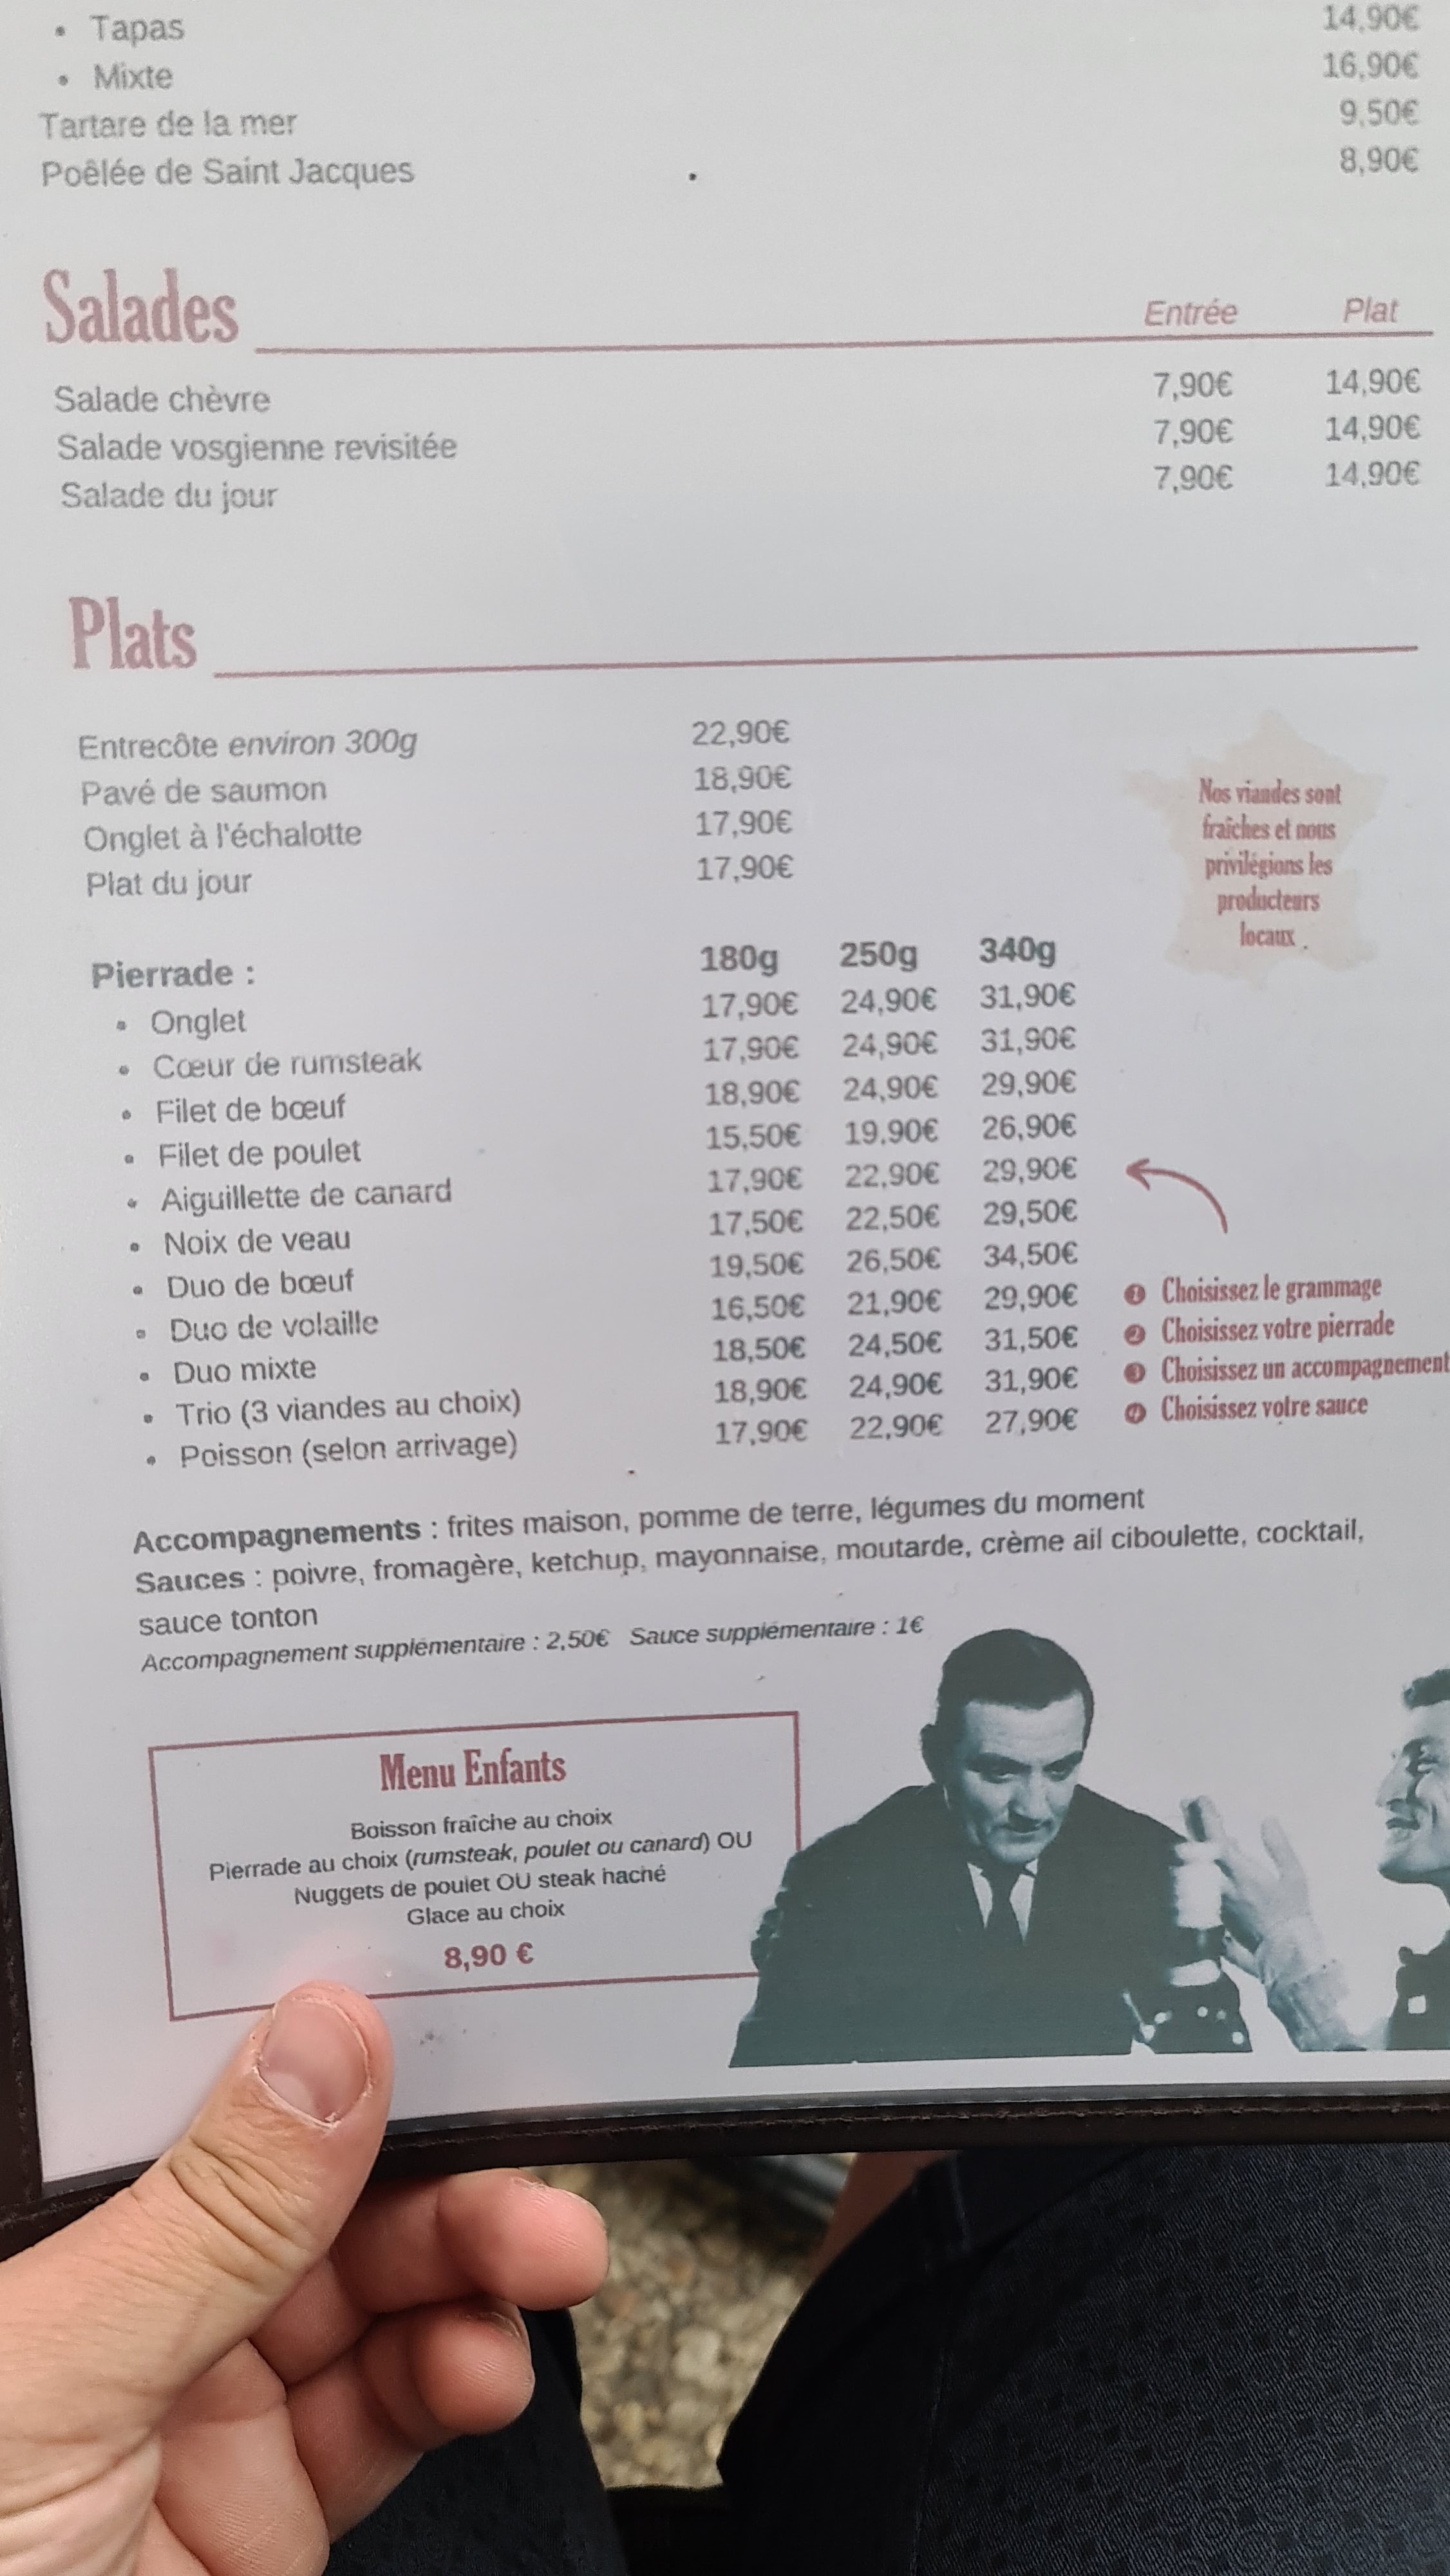 • Tapas 14,90€
• Mixte 16,90€
Tartare de la mer 9,50€
Poêlée de Saint Jacques 8,90€
Salades Entrée Plat
Salade chèvre 7,90€ 14,90€
Salade vosgienne revisitée 7,90€ 14,90€
Salade du jour 7,90€ 14,90€
Plats
Entrecôte environ 300g 22,90€
Pavé de saumon 18,90€
Onglet à l'échalotte 17,90€
Plat du jour 17,90€
Nos viandes sont
fraîches et nous
privilégions les
producteurs
locaux .
Pierrade : 180g 250g 340g
• Onglet 17,90€ 24,90€ 31,90€
• Cœur de rumsteak 17,90€ 24,90€ 31,90€
• Filet de bœuf 18,90€ 24,90€ 29,90€
• Filet de poulet 15,50€ 19,90€ 26,90€
• Aiguillette de canard 17,90€ 22,90€ 29,90€
• Noix de veau 17,50€ 22,50€ 29,50€
• Duo de bœuf 19,50€ 26,50€ 34,50€
• Duo de volaille 16,50€ 21,90€ 29,90€
• Duo mixte 18,50€ 24,50€ 31,50€
• Trio (3 viandes au choix) 18,90€ 24,90€ 31,90€
• Poisson (selon arrivage) 17,90€ 22,90€ 27,90€
1 Choisissez le grammage
2 Choisissez votre pierrade
3 Choisissez un accompagnement
4 Choisissez votre sauce
Accompagnements : frites maison, pomme de terre, légumes du moment
Sauces : poivre, fromagère, ketchup, mayonnaise, moutarde, crème ail ciboulette, cocktail,
sauce tonton
Accompagnement supplémentaire : 2,50€ Sauce supplémentaire : 1€
Menu Enfants
Boisson fraîche au choix
Pierrade au choix (rumsteak, poulet ou canard) OU
Nuggets de poulet OU steak haché
Glace au choix
8,90 €